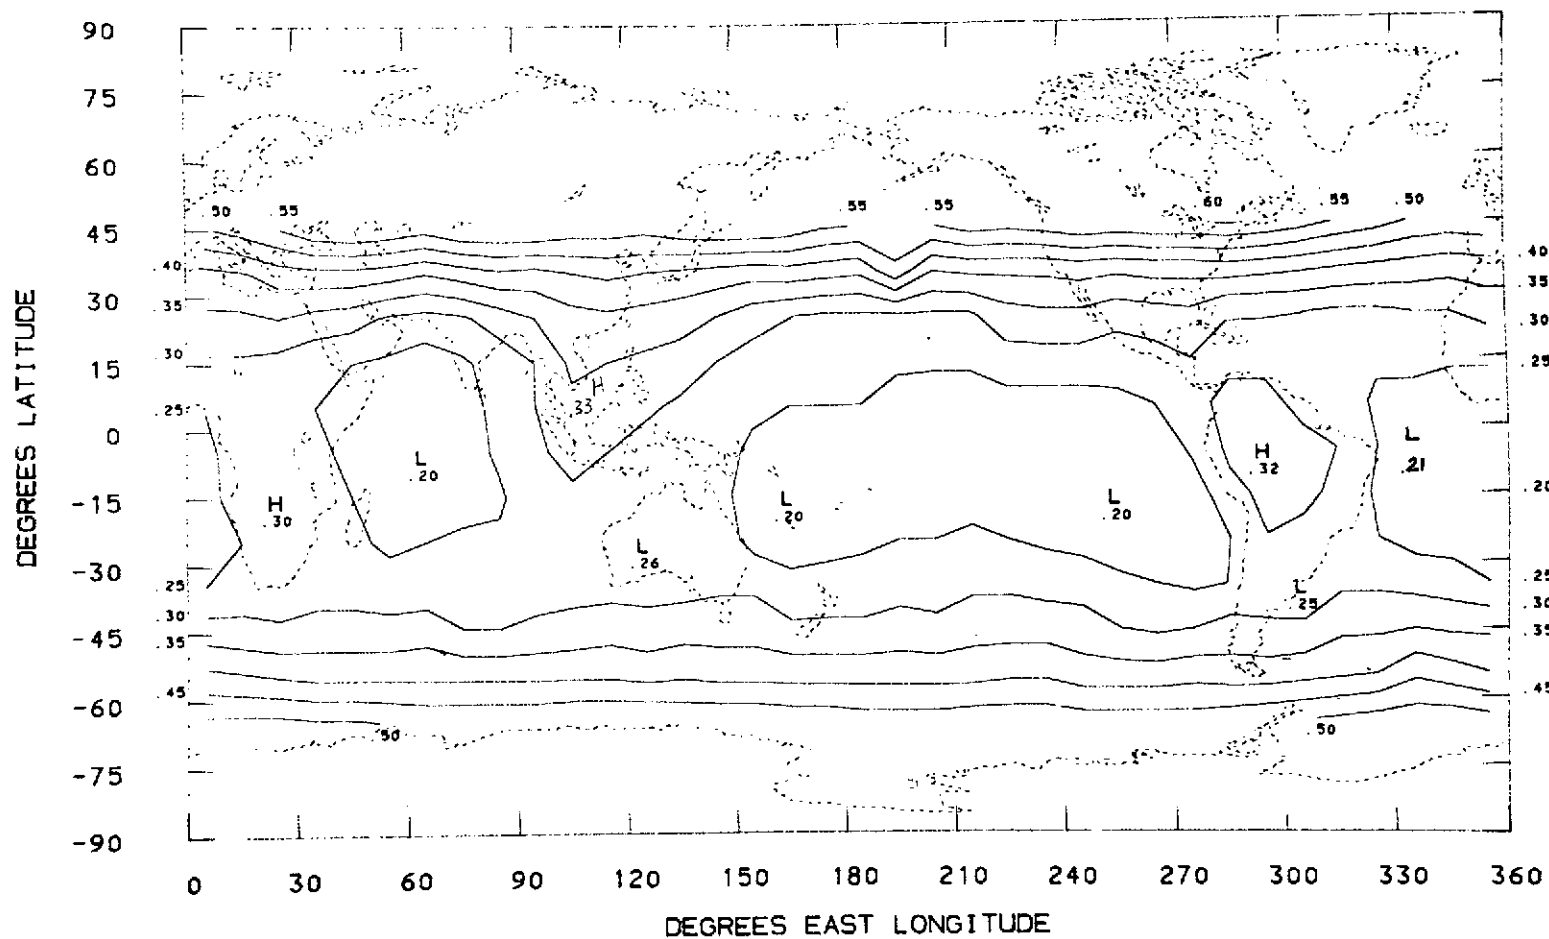 90
75
60
.50 .55 .55 .55 60 .55 .50
45
.40 .40
.35
30
.35 .30
.30 .25
15
H
33
.25
0
L
.20
H
.32
L
.21
-15
H
.30
L
.20
L
.20
.20
L
.26
-30
.25 .25
L
.25
.30 .30
-45
.35 .35
.45 .45
-60
.50 .50
-75
-90
0 30 60 90 120 150 180 210 240 270 300 330 360
DEGREES LATITUDE
DEGREES EAST LONGITUDE